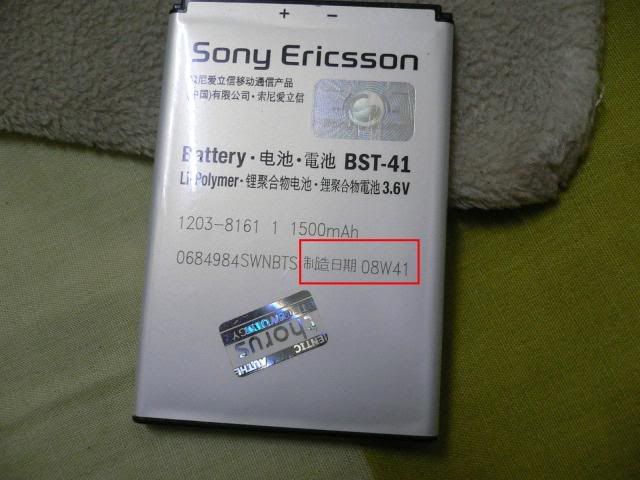 + −
Sony Ericsson
索尼爱立信移动通信产品
(中国)有限公司·索尼爱立信
Battery·电池·電池 BST-41
Li-Polymer·锂聚合物电池·鋰聚合物電池 3.6V
1203-8161 1 1500mAh
0684984SWNBTS 制造日期 08W41
chorus